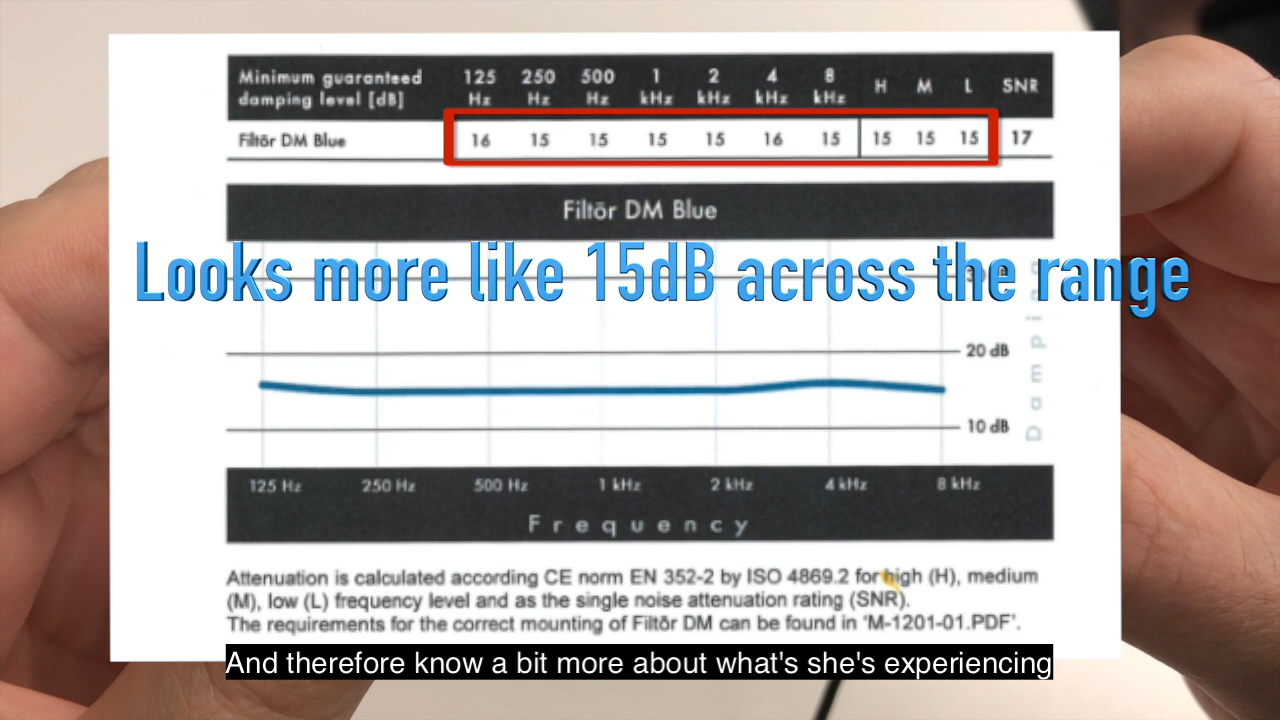 Minimum guaranteed damping level [dB] 125 Hz 250 Hz 500 Hz 1 kHz 2 kHz 4 kHz 8 kHz H M L SNR
Filtōr DM Blue 16 15 15 15 15 16 15 15 15 15 17
Filtōr DM Blue
Looks more like 15dB across the range
20 dB
10 dB
Damping
125 Hz 250 Hz 500 Hz 1 kHz 2 kHz 4 kHz 8 kHz
Frequency
Attenuation is calculated according CE norm EN 352-2 by ISO 4869.2 for high (H), medium
(M), low (L) frequency level and as the single noise attenuation rating (SNR).
The requirements for the correct mounting of Filtōr DM can be found in 'M-1201-01.PDF'.
And therefore know a bit more about what's she's experiencing